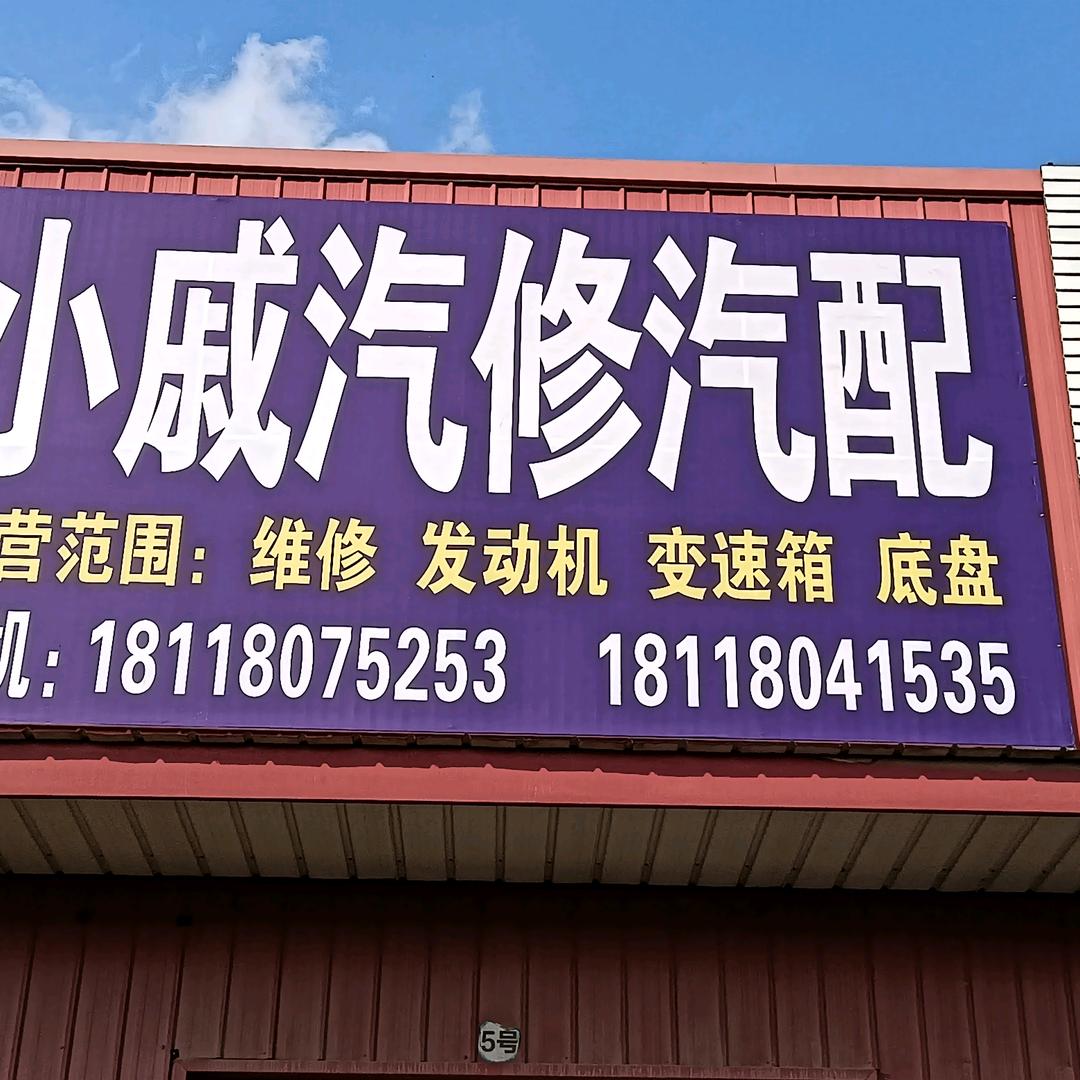 小戚汽修汽配
营范围：维修 发动机 变速箱 底盘
机：18118075253 18118041535
5号